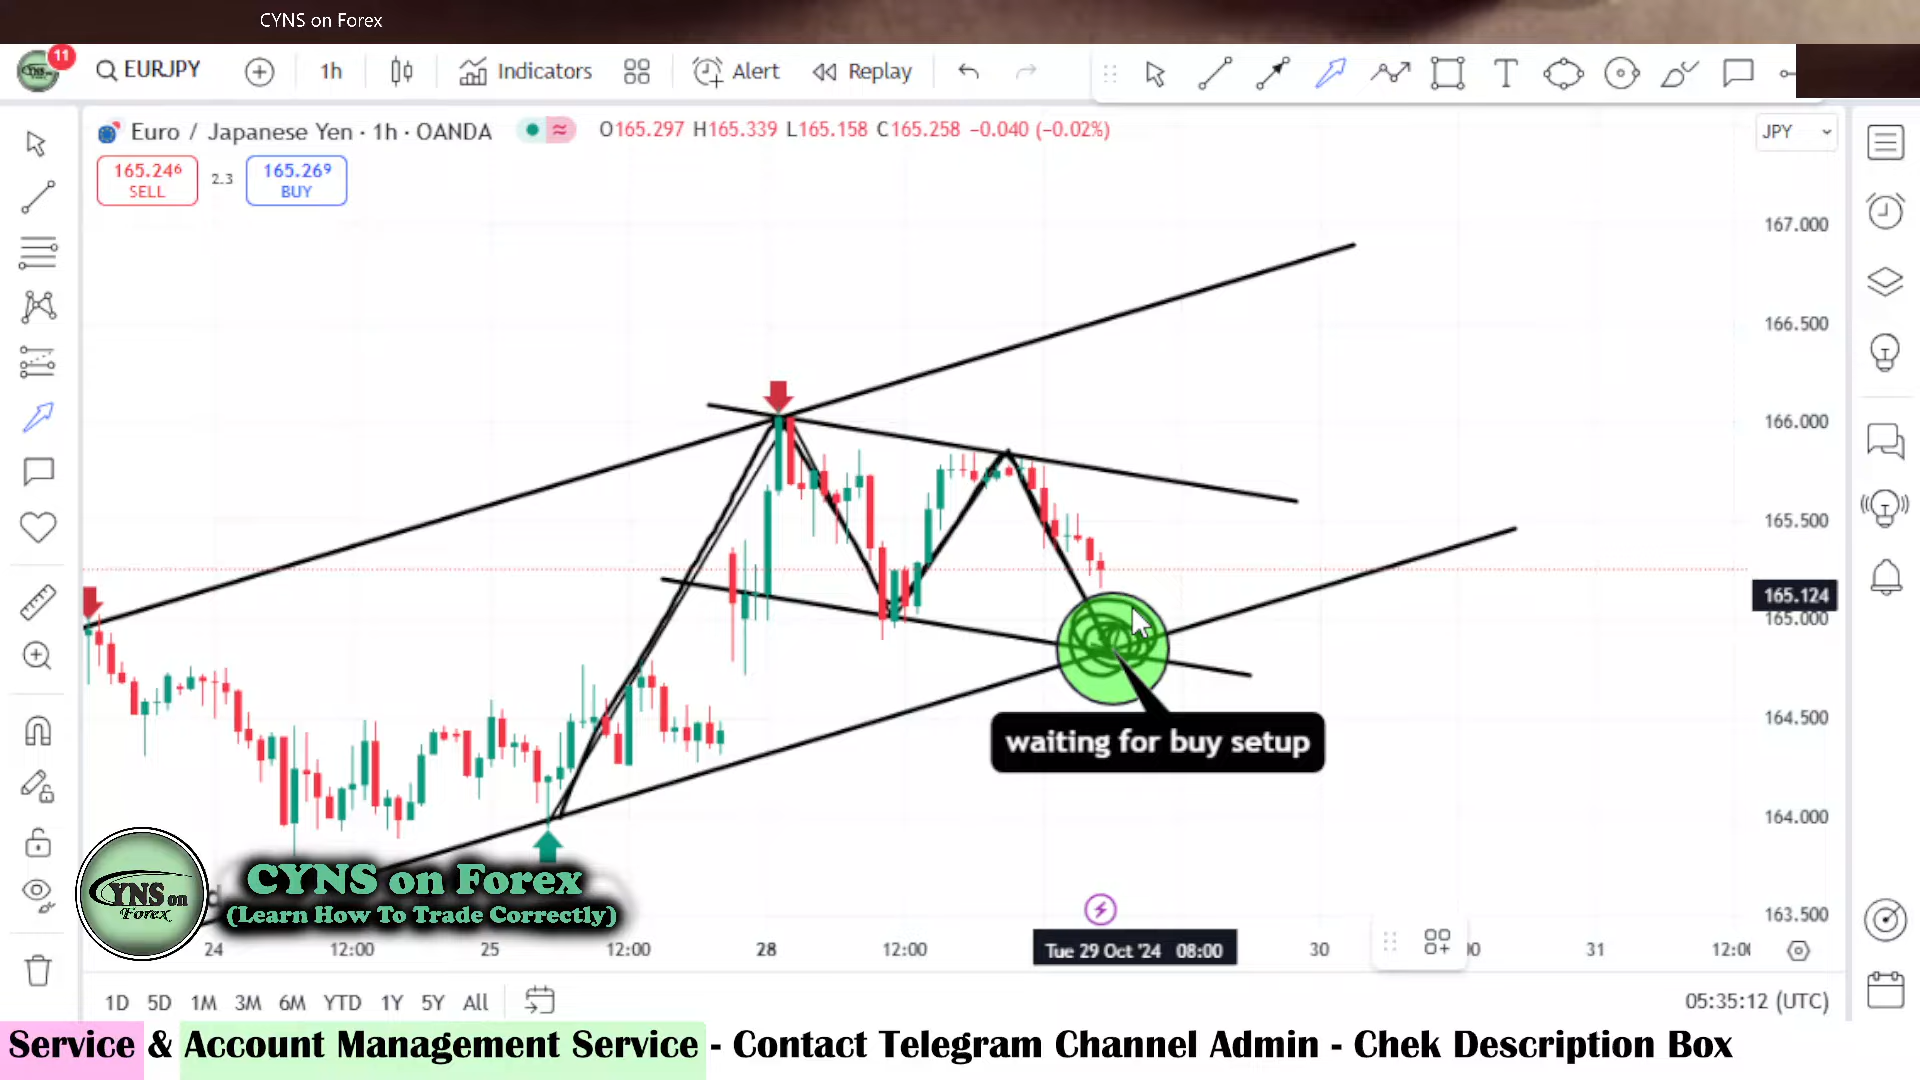 CYNS on Forex
11
EURJPY
1h
Indicators
Alert
Replay
Euro / Japanese Yen · 1h · OANDA
O165.297 H165.339 L165.158 C165.258 −0.040 (−0.02%)
JPY
165.246
SELL
2.3
165.269
BUY
167.000
166.500
166.000
165.500
165.124
165.000
164.500
164.000
163.500
waiting for buy setup
YNS on
Forex
CYNS on Forex
(Learn How To Trade Correctly)
24
12:00
25
12:00
28
12:00
Tue 29 Oct '24 08:00
30
31
1D 5D 1M 3M 6M YTD 1Y 5Y All
05:35:12 (UTC)
Service & Account Management Service - Contact Telegram Channel Admin - Chek Description Box